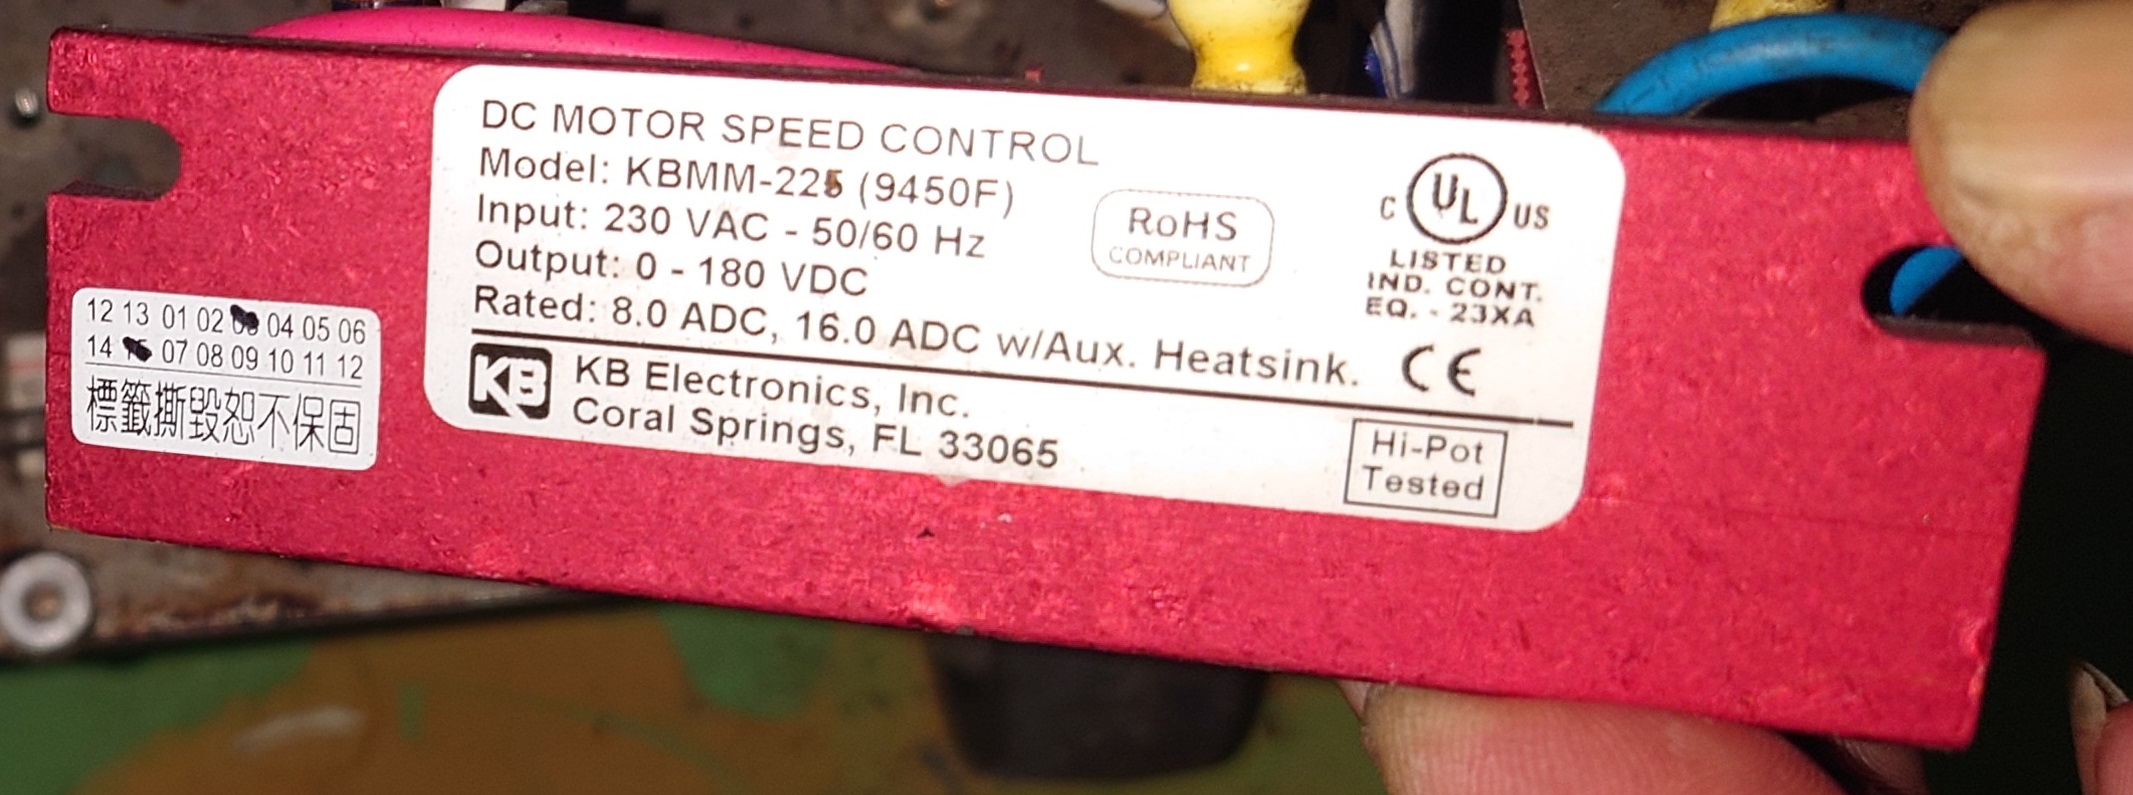 DC MOTOR SPEED CONTROL
Model: KBMM-225 (9450F)
Input: 230 VAC - 50/60 Hz
Output: 0 - 180 VDC
Rated: 8.0 ADC, 16.0 ADC w/Aux. Heatsink.
RoHS
COMPLIANT
C UL US
LISTED
IND. CONT.
EQ. - 23XA
CE
KB
KB Electronics, Inc.
Coral Springs, FL 33065
Hi-Pot
Tested
12 13 01 02 04 05 06
14 07 08 09 10 11 12
標籤撕毀恕不保固